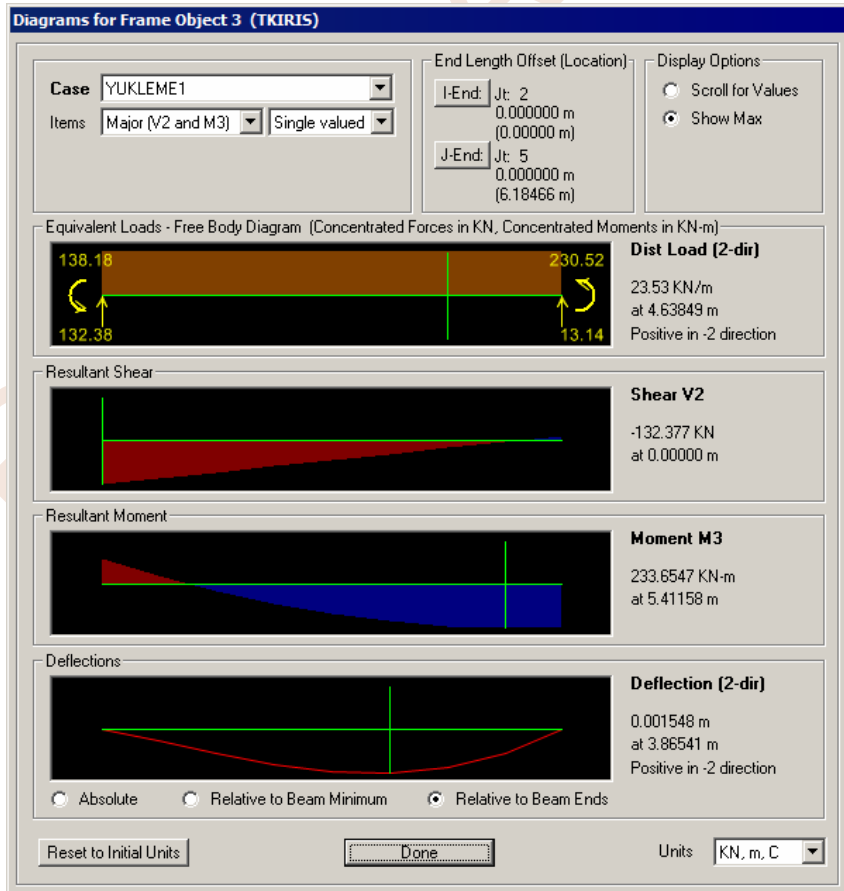 Diagrams for Frame Object 3 (TKIRIS)
Case YUKLEME1
Items Major (V2 and M3) Single valued
End Length Offset (Location)
I-End: Jt: 2
0.000000 m
(0.00000 m)
J-End: Jt: 5
0.000000 m
(6.18466 m)
Display Options
Scroll for Values
Show Max
Equivalent Loads - Free Body Diagram (Concentrated Forces in KN, Concentrated Moments in KN-m)
138.18 230.52
132.38 13.14
Dist Load (2-dir)
23.53 KN/m
at 4.63849 m
Positive in -2 direction
Resultant Shear
Shear V2
-132.377 KN
at 0.00000 m
Resultant Moment
Moment M3
233.6547 KN-m
at 5.41158 m
Deflections
Deflection (2-dir)
0.001548 m
at 3.86541 m
Positive in -2 direction
Absolute Relative to Beam Minimum Relative to Beam Ends
Reset to Initial Units Done Units KN, m, C